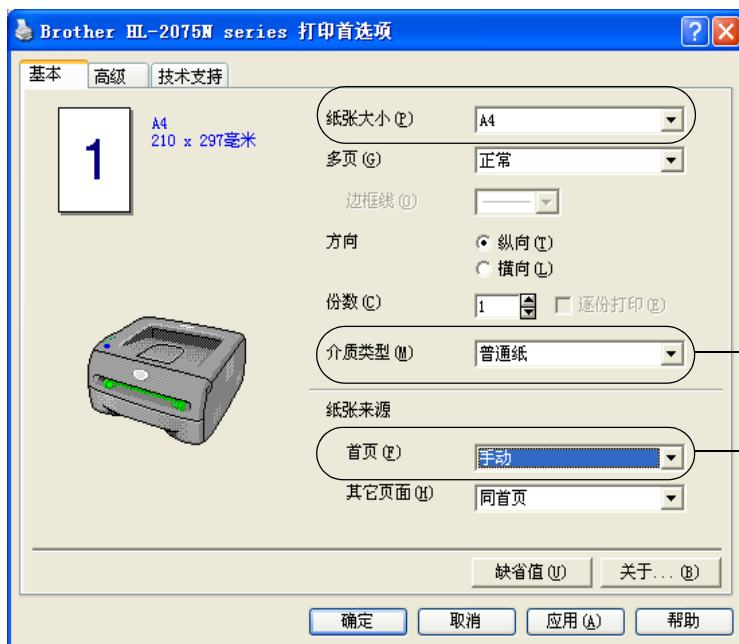 Brother HL-2075N series 打印首选项
基本 高级 技术支持
1
A4
210 x 297毫米
纸张大小(P) A4
多页(G) 正常
边框线(O)
方向 纵向(T)
横向(L)
份数(C) 1 逐份打印(E)
介质类型(M) 普通纸
纸张来源
首页(F) 手动
其它页面(H) 同首页
缺省值(U) 关于... (B)
确定 取消 应用(A) 帮助